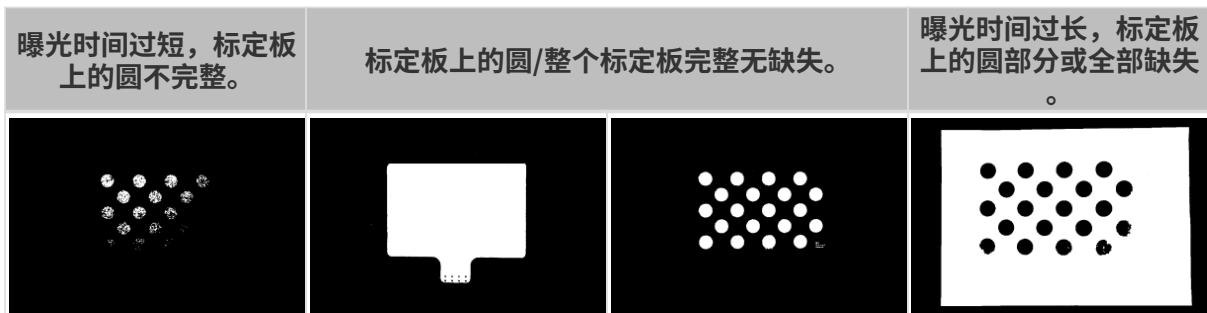 曝光时间过短，标定板
上的圆不完整。
标定板上的圆/整个标定板完整无缺失。
曝光时间过长，标定板
上的圆部分或全部缺失
。